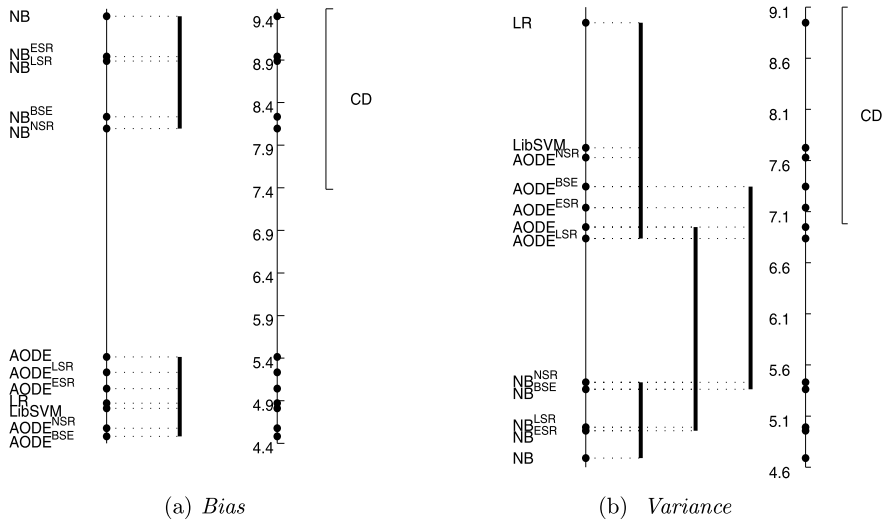 NB
NB^ESR
NB^LSR
NB^BSE
NB^NSR
AODE
AODE^LSR
AODE^ESR
LR
LibSVM
AODE^NSR
AODE^BSE
9.4
8.9
8.4
7.9
7.4
6.9
6.4
5.9
5.4
4.9
4.4
CD
(a) Bias
LR
LibSVM
AODE^NSR
AODE^BSE
AODE^ESR
AODE
AODE^LSR
NB^NSR
NB^BSE
NB^LSR
NB^ESR
NB
9.1
8.6
8.1
7.6
7.1
6.6
6.1
5.6
5.1
4.6
CD
(b) Variance